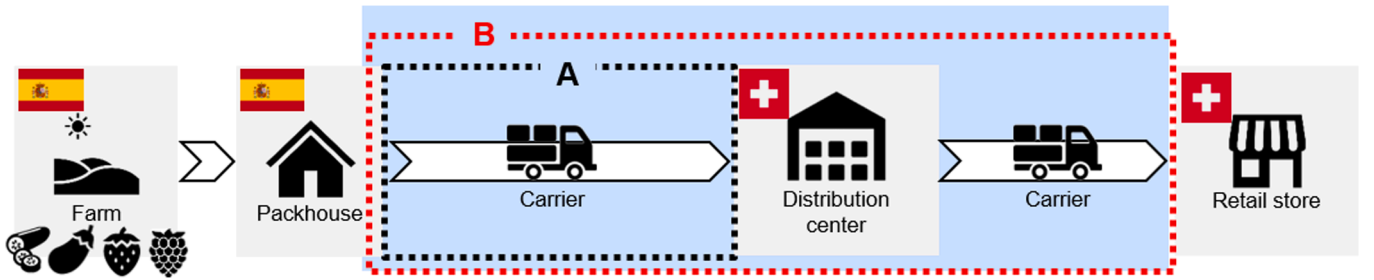 B
A
Farm
Packhouse
Carrier
Distribution
center
Carrier
Retail store